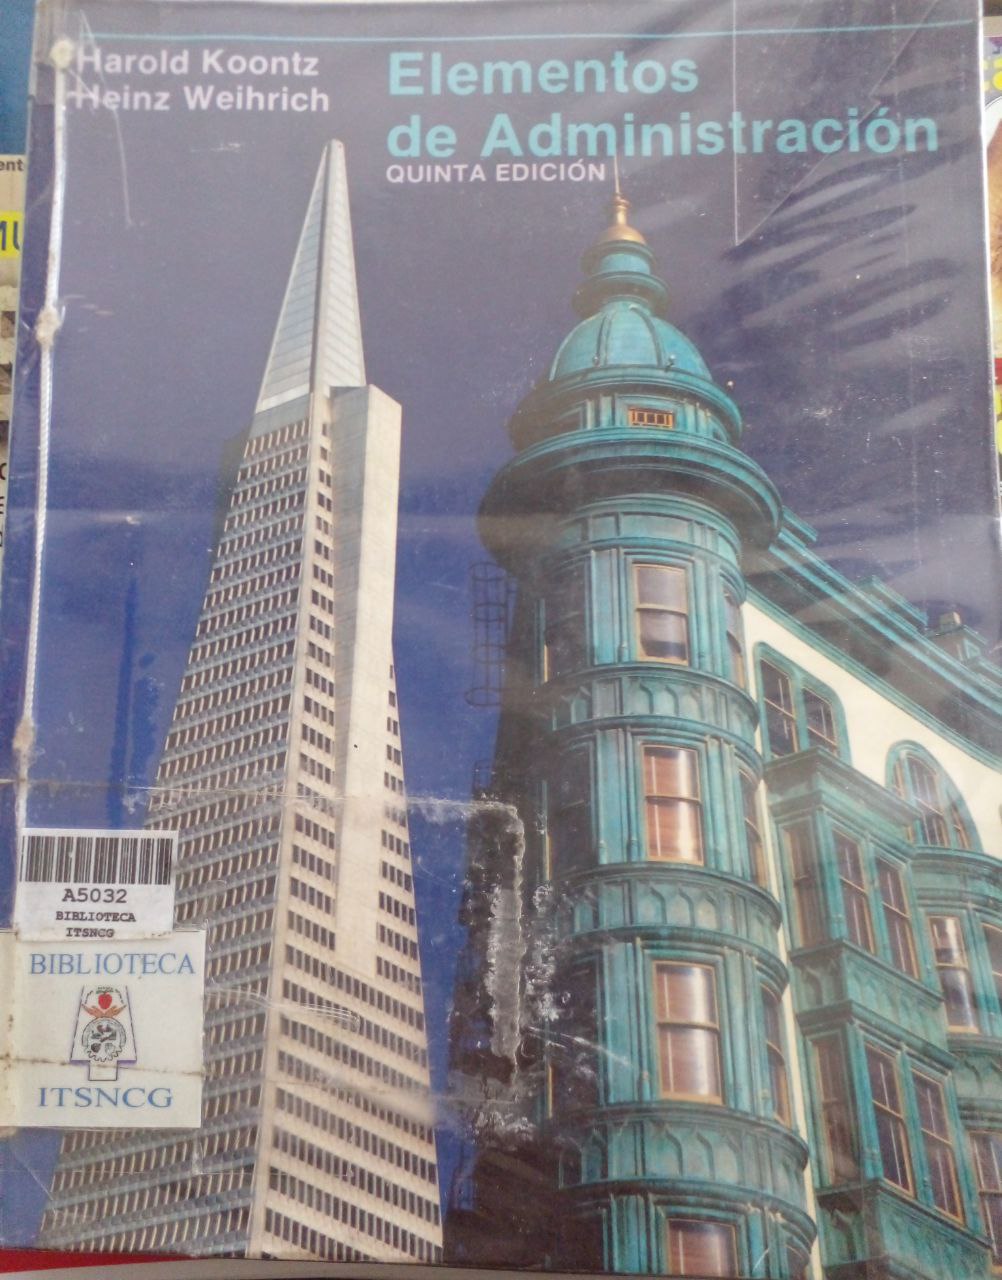 Harold Koontz
Heinz Weihrich
Elementos
de Administración
QUINTA EDICIÓN
A5032
BIBLIOTECA
ITSNCG
BIBLIOTECA
ITSNCG